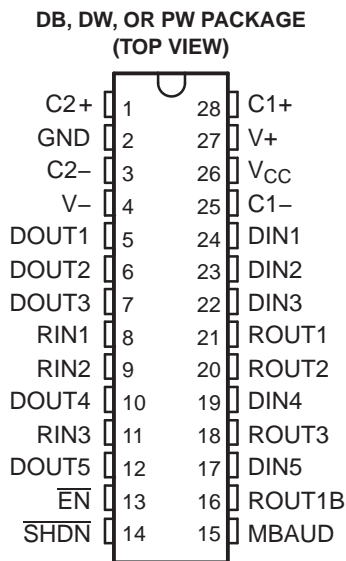 DB, DW, OR PW PACKAGE
(TOP VIEW)
C2+ 1 28 C1+
GND 2 27 V+
C2− 3 26 VCC
V− 4 25 C1−
DOUT1 5 24 DIN1
DOUT2 6 23 DIN2
DOUT3 7 22 DIN3
RIN1 8 21 ROUT1
RIN2 9 20 ROUT2
DOUT4 10 19 DIN4
RIN3 11 18 ROUT3
DOUT5 12 17 DIN5
EN 13 16 ROUT1B
SHDN 14 15 MBAUD